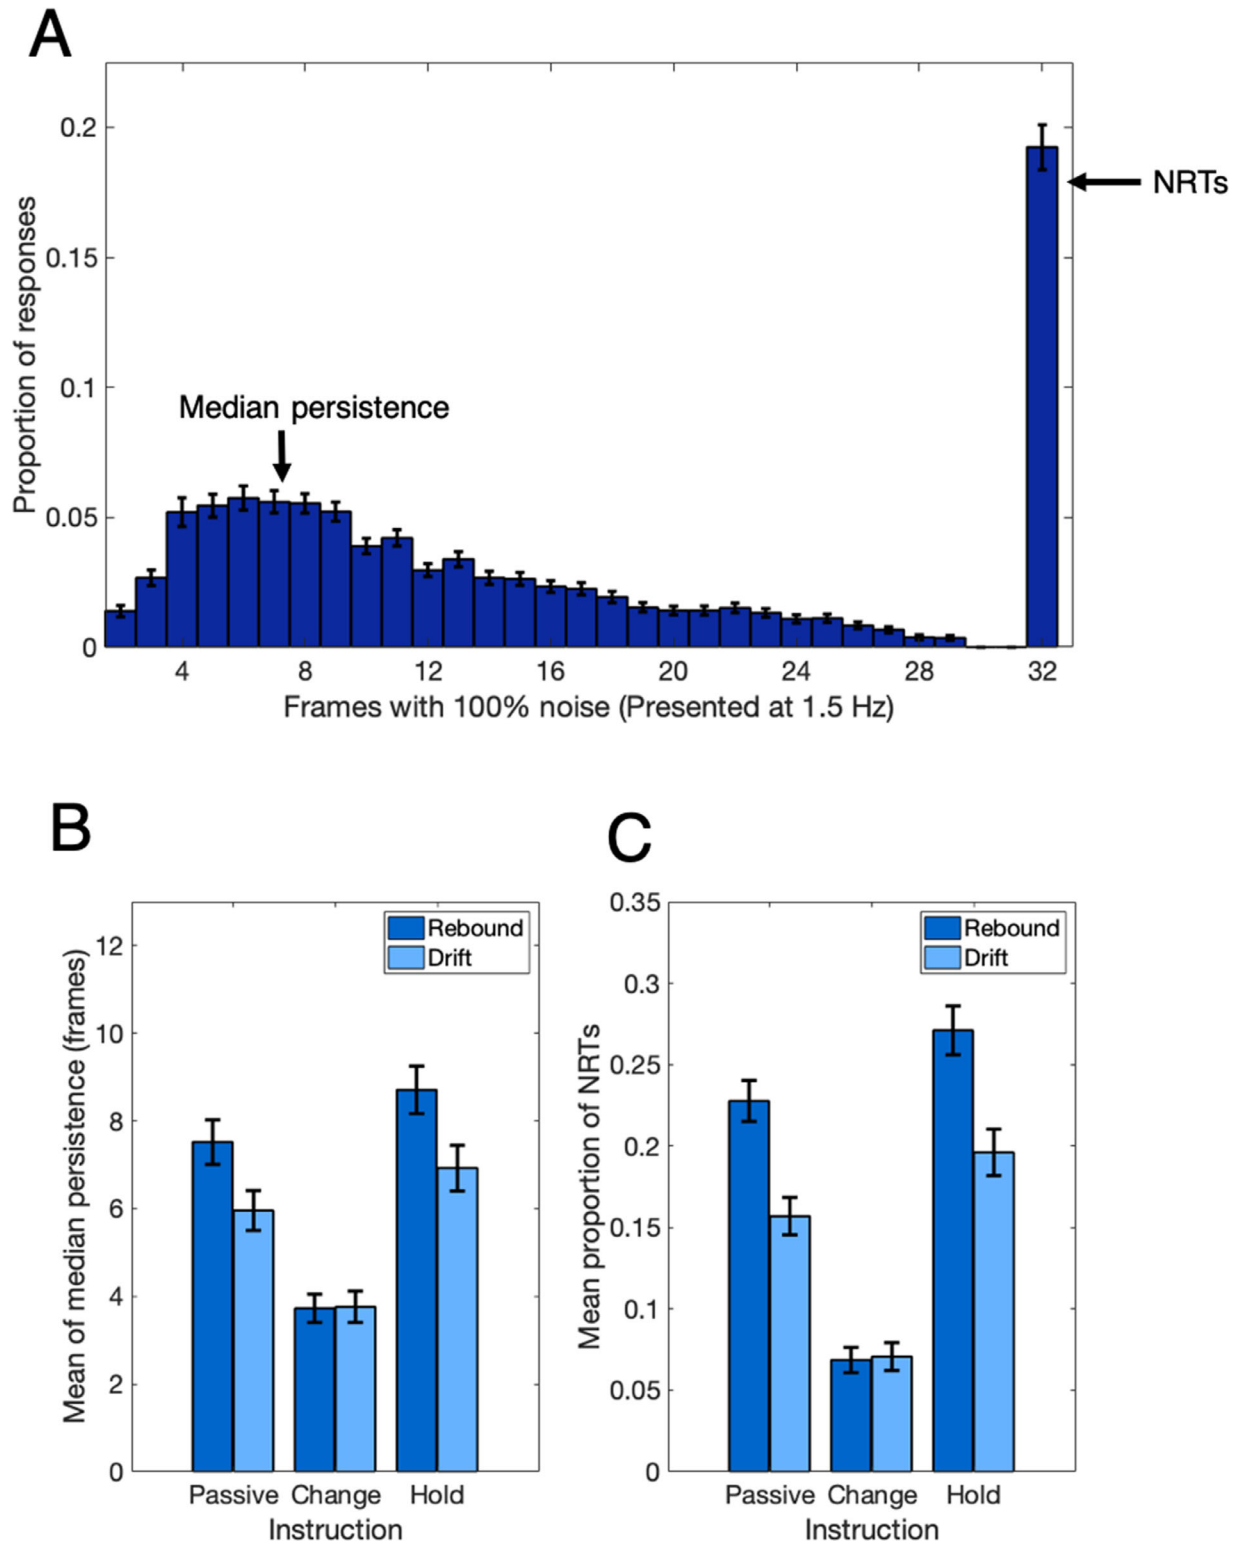 A
0.2
0.15
0.1
0.05
0
Proportion of responses
Median persistence
NRTs
4 8 12 16 20 24 28 32
Frames with 100% noise (Presented at 1.5 Hz)
B
12
10
8
6
4
2
0
Mean of median persistence (frames)
Rebound
Drift
Passive Change Hold
Instruction
C
0.35
0.3
0.25
0.2
0.15
0.1
0.05
0
Mean proportion of NRTs
Rebound
Drift
Passive Change Hold
Instruction